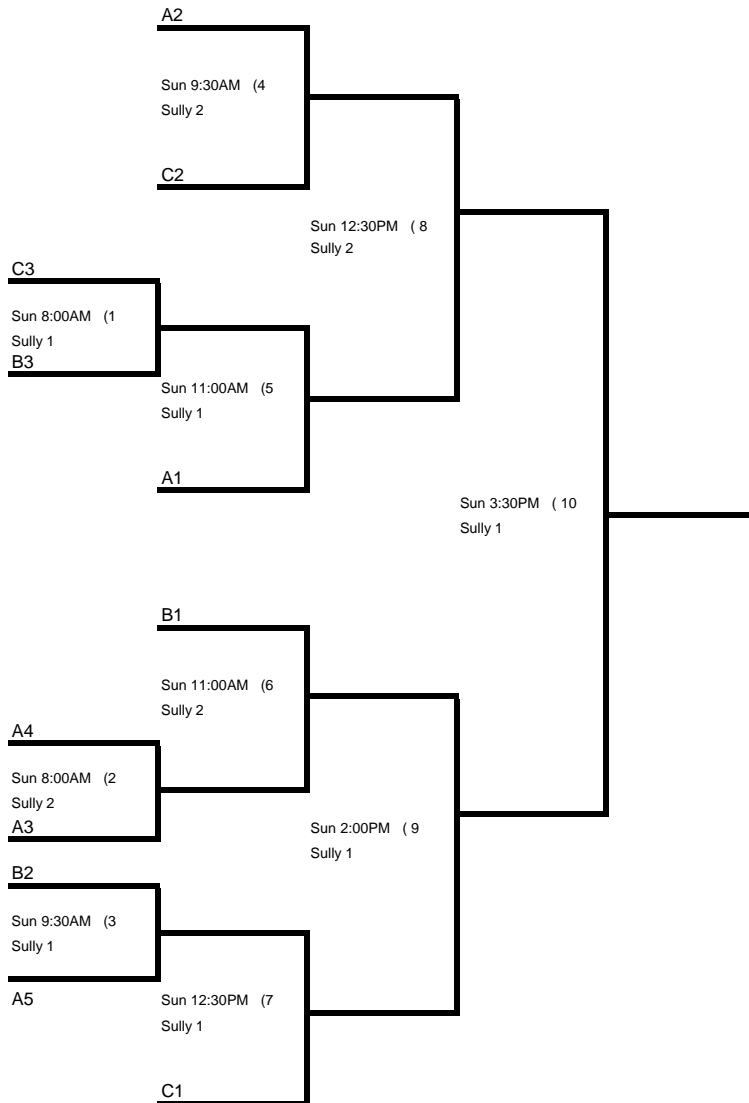 A2
Sun 9:30AM (4
Sully 2
C2
Sun 12:30PM ( 8
Sully 2
C3
Sun 8:00AM (1
Sully 1
B3
Sun 11:00AM (5
Sully 1
A1
Sun 3:30PM ( 10
Sully 1
B1
Sun 11:00AM (6
Sully 2
A4
Sun 8:00AM (2
Sully 2
A3
Sun 2:00PM ( 9
Sully 1
B2
Sun 9:30AM (3
Sully 1
A5
Sun 12:30PM (7
Sully 1
C1